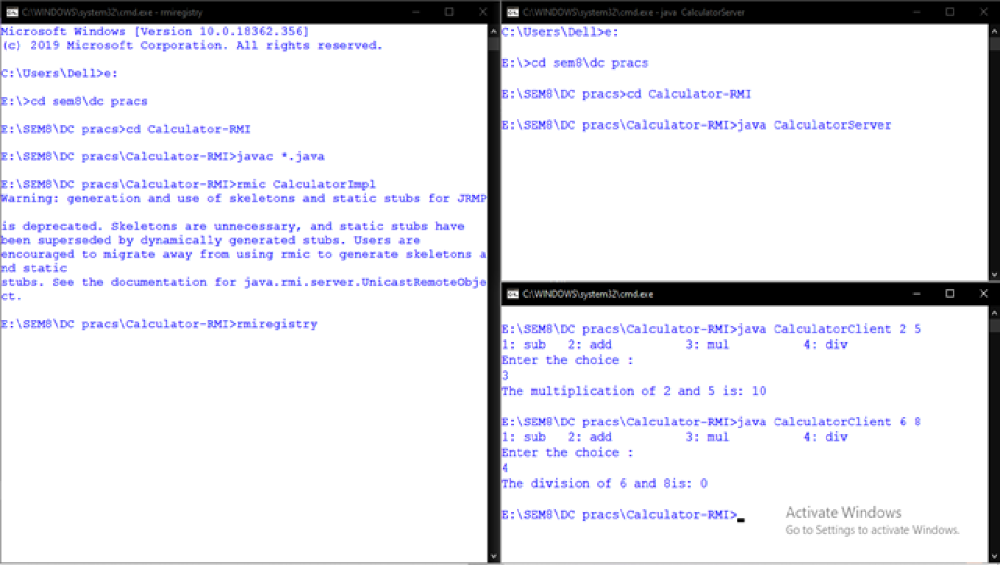 C:\WINDOWS\system32\cmd.exe - rmiregistry
Microsoft Windows [Version 10.0.18362.356]
(c) 2019 Microsoft Corporation. All rights reserved.
C:\Users\Dell>e:
E:\>cd sem8\dc pracs
E:\SEM8\DC pracs>cd Calculator-RMI
E:\SEM8\DC pracs\Calculator-RMI>javac *.java
E:\SEM8\DC pracs\Calculator-RMI>rmic CalculatorImpl
Warning: generation and use of skeletons and static stubs for JRMP
is deprecated. Skeletons are unnecessary, and static stubs have
been superseded by dynamically generated stubs. Users are
encouraged to migrate away from using rmic to generate skeletons a
nd static
stubs. See the documentation for java.rmi.server.UnicastRemoteObje
ct.
E:\SEM8\DC pracs\Calculator-RMI>rmiregistry
C:\WINDOWS\system32\cmd.exe - java  CalculatorServer
C:\Users\Dell>e:
E:\>cd sem8\dc pracs
E:\SEM8\DC pracs>cd Calculator-RMI
E:\SEM8\DC pracs\Calculator-RMI>java CalculatorServer
C:\WINDOWS\system32\cmd.exe
E:\SEM8\DC pracs\Calculator-RMI>java CalculatorClient 2 5
1: sub   2: add          3: mul          4: div
Enter the choice :
3
The multiplication of 2 and 5 is: 10
E:\SEM8\DC pracs\Calculator-RMI>java CalculatorClient 6 8
1: sub   2: add          3: mul          4: div
Enter the choice :
4
The division of 6 and 8is: 0
E:\SEM8\DC pracs\Calculator-RMI>
Activate Windows
Go to Settings to activate Windows.